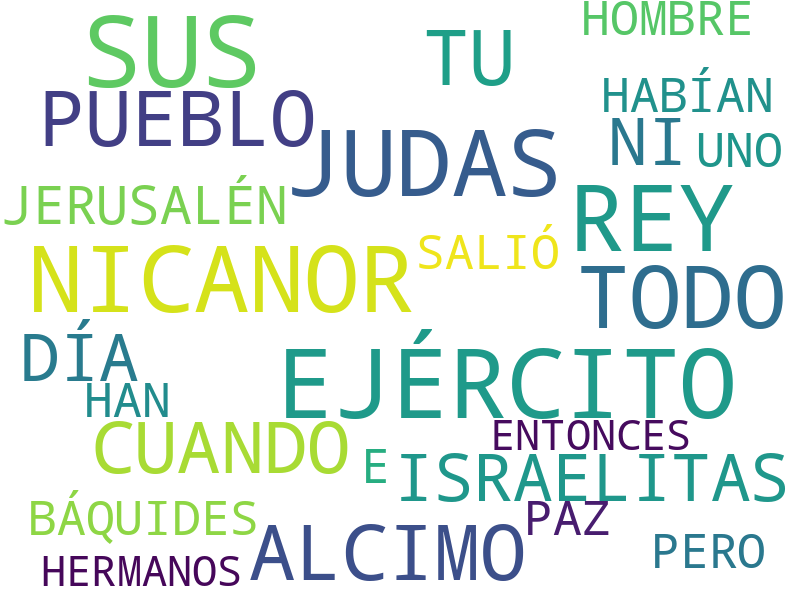 HOMBRE
SUS
TU
HABÍAN
PUEBLO
NI
UNO
JUDAS
JERUSALÉN
REY
SALIÓ
NICANOR
TODO
DÍA
EJÉRCITO
HAN
CUANDO
ENTONCES
E
ISRAELITAS
BÁQUIDES
PAZ
ALCIMO
PERO
HERMANOS